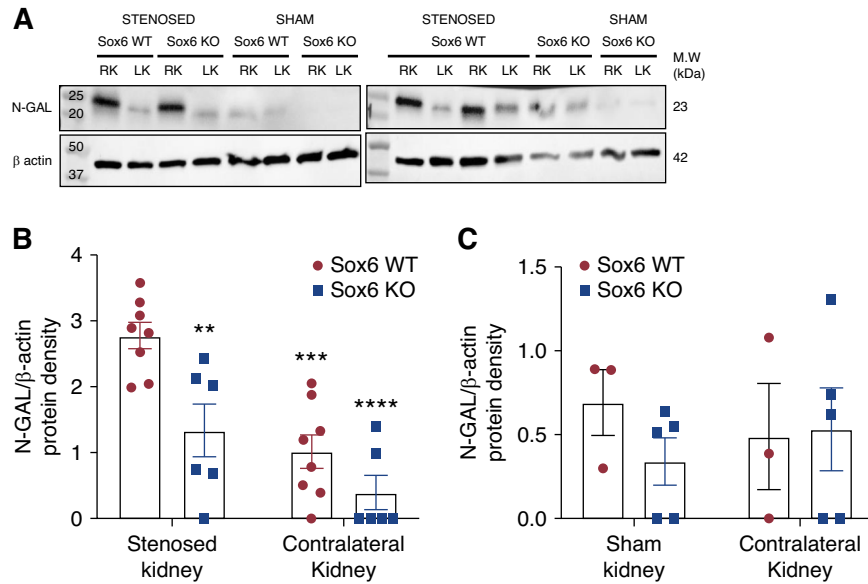 A
STENOSED SHAM STENOSED SHAM
Sox6 WT Sox6 KO Sox6 WT Sox6 KO Sox6 WT Sox6 KO Sox6 KO
M.W
(kDa)
RK LK RK LK RK LK RK LK RK LK RK LK RK LK RK LK
N-GAL 25 23
20
β actin 50 42
37
B
Sox6 WT
Sox6 KO
N-GAL/β-actin
protein density
4
3
2
1
0
**
***
****
Stenosed
kidney
Contralateral
Kidney
C
Sox6 WT
Sox6 KO
N-GAL/β-actin
protein density
1.5
1.0
0.5
0.0
Sham
kidney
Contralateral
Kidney